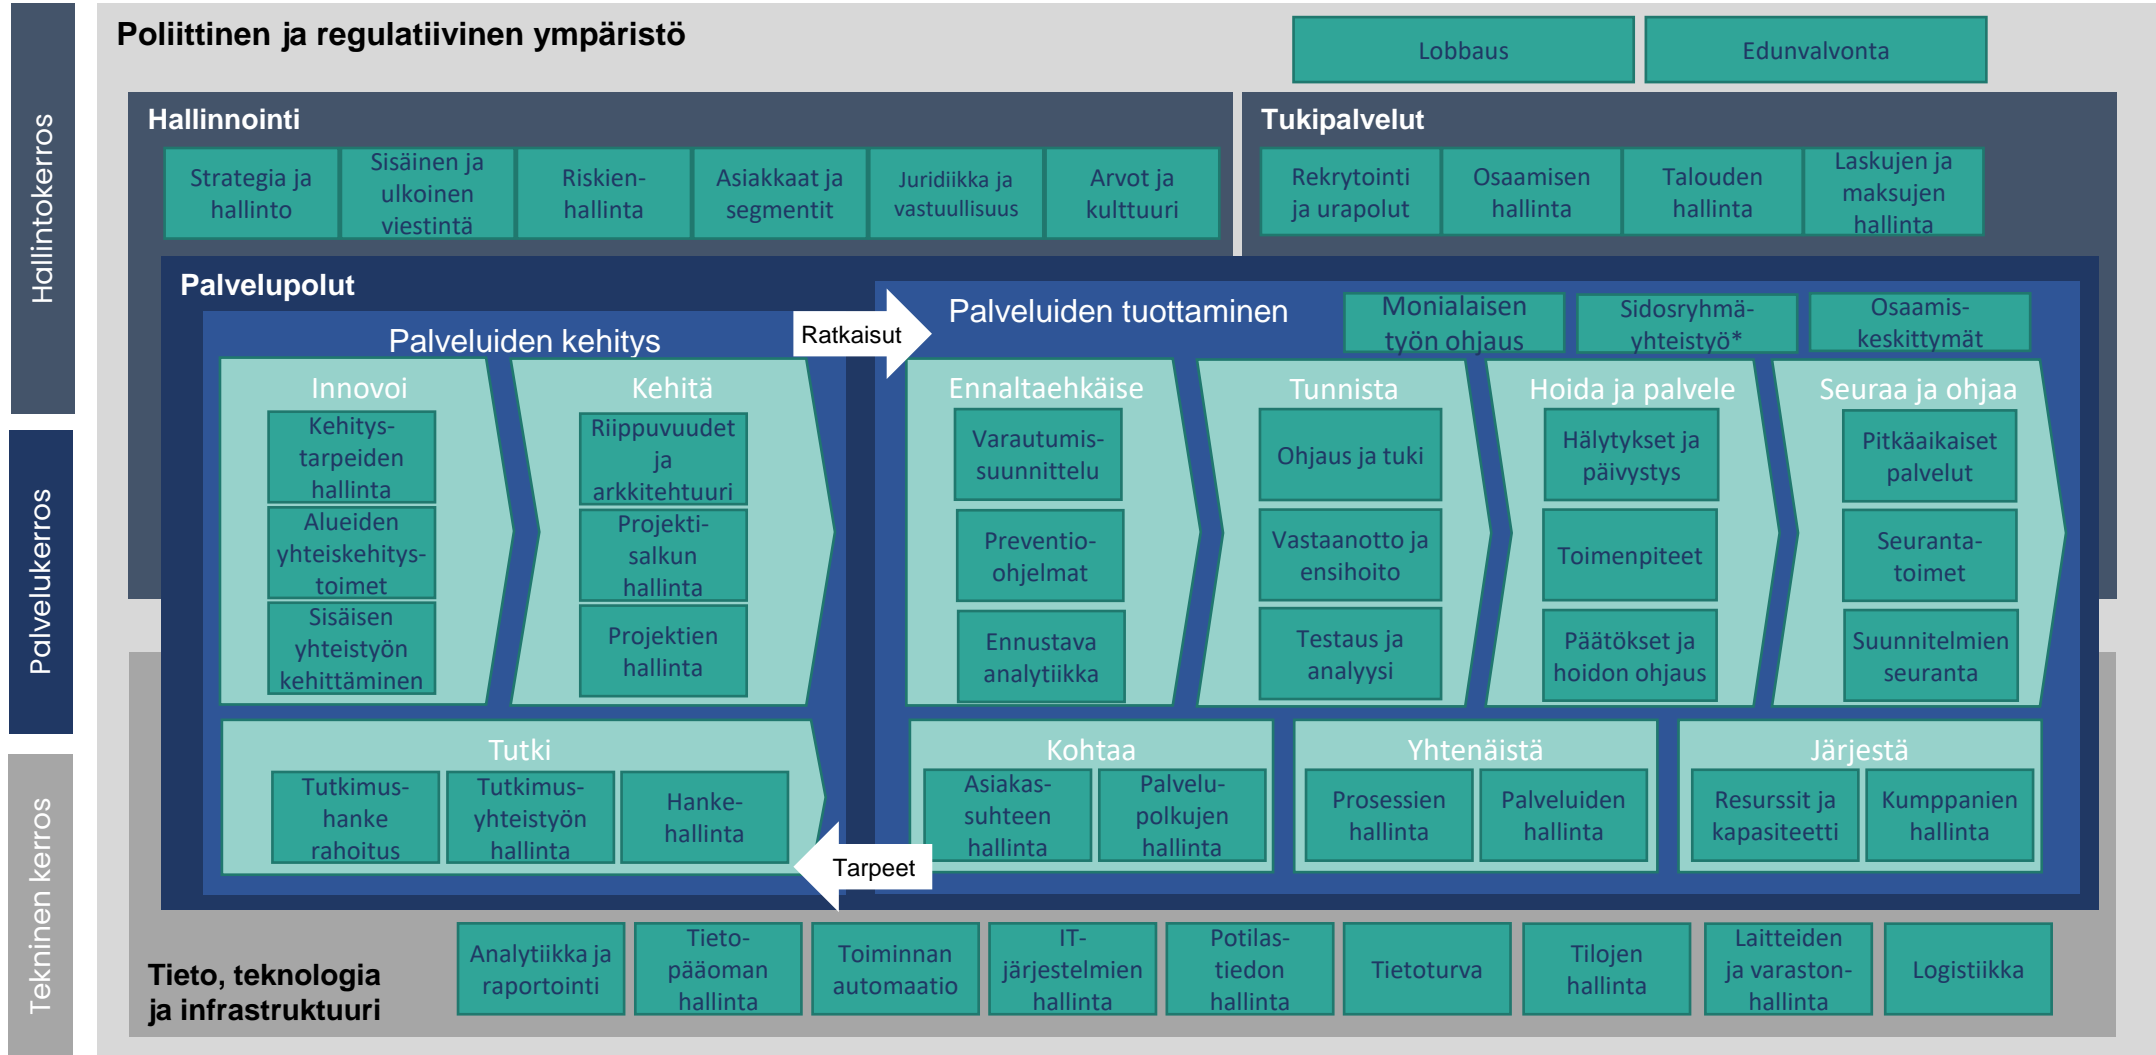 Poliittinen ja regulatiivinen ympäristö
Lobbaus
Edunvalvonta
Hallintokerros
Hallinnointi
Strategia ja
hallinto
Sisäinen ja
ulkoinen
viestintä
Riskien-
hallinta
Asiakkaat ja
segmentit
Juridiikka ja
vastuullisuus
Arvot ja
kulttuuri
Tukipalvelut
Rekrytointi
ja urapolut
Osaamisen
hallinta
Talouden
hallinta
Laskujen ja
maksujen
hallinta
Palvelukerros
Palvelupolut
Palveluiden kehitys
Ratkaisut
Innovoi
Kehitys-
tarpeiden
hallinta
Alueiden
yhteiskehitys-
toimet
Sisäisen
yhteistyön
kehittäminen
Kehitä
Riippuvuudet
ja
arkkitehtuuri
Projekti-
salkun
hallinta
Projektien
hallinta
Tutki
Tutkimus-
hanke
rahoitus
Tutkimus-
yhteistyön
hallinta
Hanke-
hallinta
Tarpeet
Palveluiden tuottaminen
Monialaisen
työn ohjaus
Sidosryhmä-
yhteistyö*
Osaamis-
keskittymät
Ennaltaehkäise
Varautumis-
suunnittelu
Preventio-
ohjelmat
Ennustava
analytiikka
Tunnista
Ohjaus ja tuki
Vastaanotto ja
ensihoito
Testaus ja
analyysi
Hoida ja palvele
Hälytykset ja
päivystys
Toimenpiteet
Päätökset ja
hoidon ohjaus
Seuraa ja ohjaa
Pitkäaikaiset
palvelut
Seuranta-
toimet
Suunnitelmien
seuranta
Kohtaa
Asiakas-
suhteen
hallinta
Palvelu-
polkujen
hallinta
Yhtenäistä
Prosessien
hallinta
Palveluiden
hallinta
Järjestä
Resurssit ja
kapasiteetti
Kumppanien
hallinta
Tekninen kerros
Tieto, teknologia
ja infrastruktuuri
Analytiikka ja
raportointi
Tieto-
pääoman
hallinta
Toiminnan
automaatio
IT-
järjestelmien
hallinta
Potilas-
tiedon
hallinta
Tietoturva
Tilojen
hallinta
Laitteiden
ja varaston-
hallinta
Logistiikka